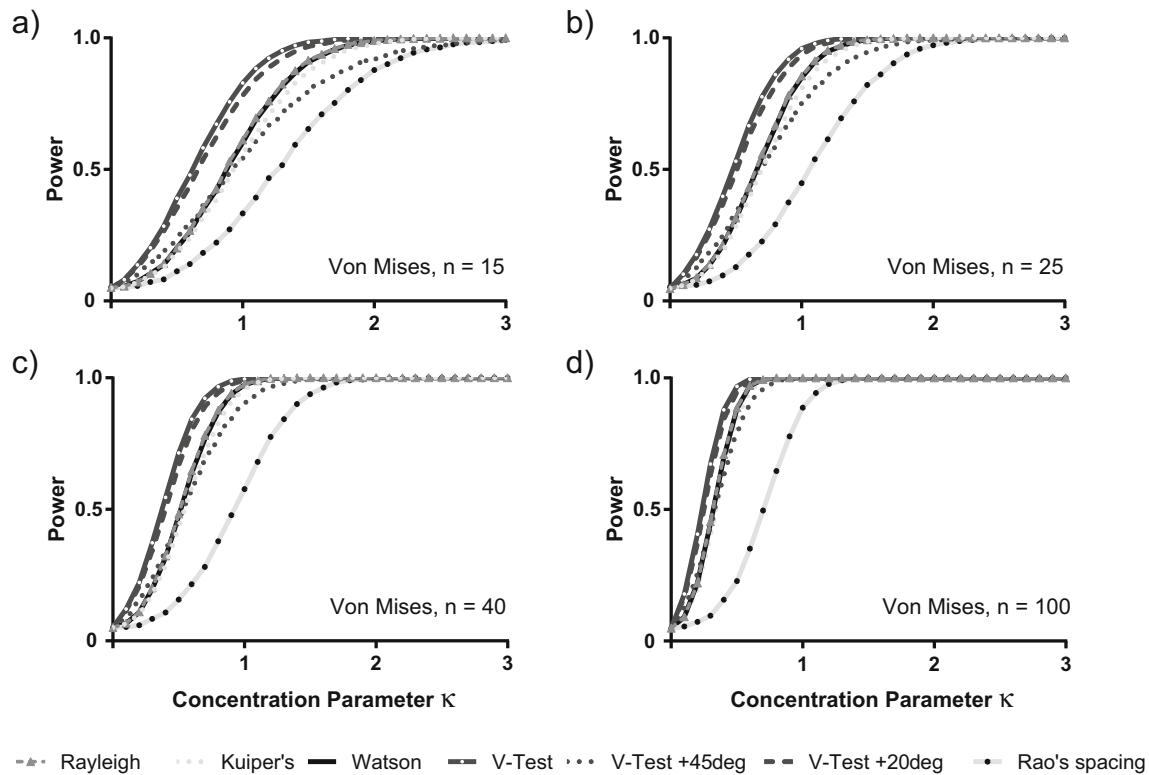 a)
1.0
0.5
0
Power
Von Mises, n = 15
1
2
3
b)
1.0
0.5
0
Power
Von Mises, n = 25
1
2
3
c)
1.0
0.5
0
Power
Von Mises, n = 40
1
2
3
Concentration Parameter κ
d)
1.0
0.5
0
Power
Von Mises, n = 100
1
2
3
Concentration Parameter κ
Rayleigh Kuiper's Watson V-Test V-Test +45deg V-Test +20deg Rao's spacing